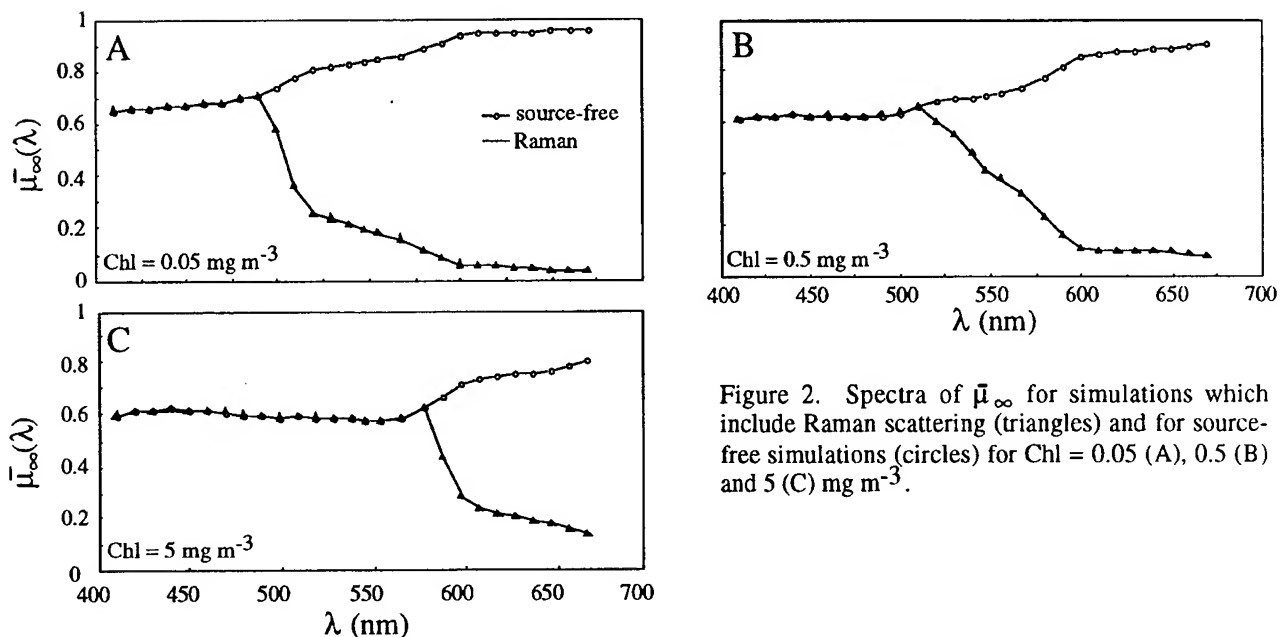 1
A
0.8
0.6
0.4
0.2
0
μ̄∞(λ)
source-free
Raman
Chl = 0.05 mg m⁻³
B
Chl = 0.5 mg m⁻³
400 450 500 550 600 650 700
λ (nm)
1
C
0.8
0.6
0.4
0.2
0
μ̄∞(λ)
Chl = 5 mg m⁻³
400 450 500 550 600 650 700
λ (nm)
Figure 2. Spectra of μ̄∞ for simulations which
include Raman scattering (triangles) and for source-
free simulations (circles) for Chl = 0.05 (A), 0.5 (B)
and 5 (C) mg m⁻³.